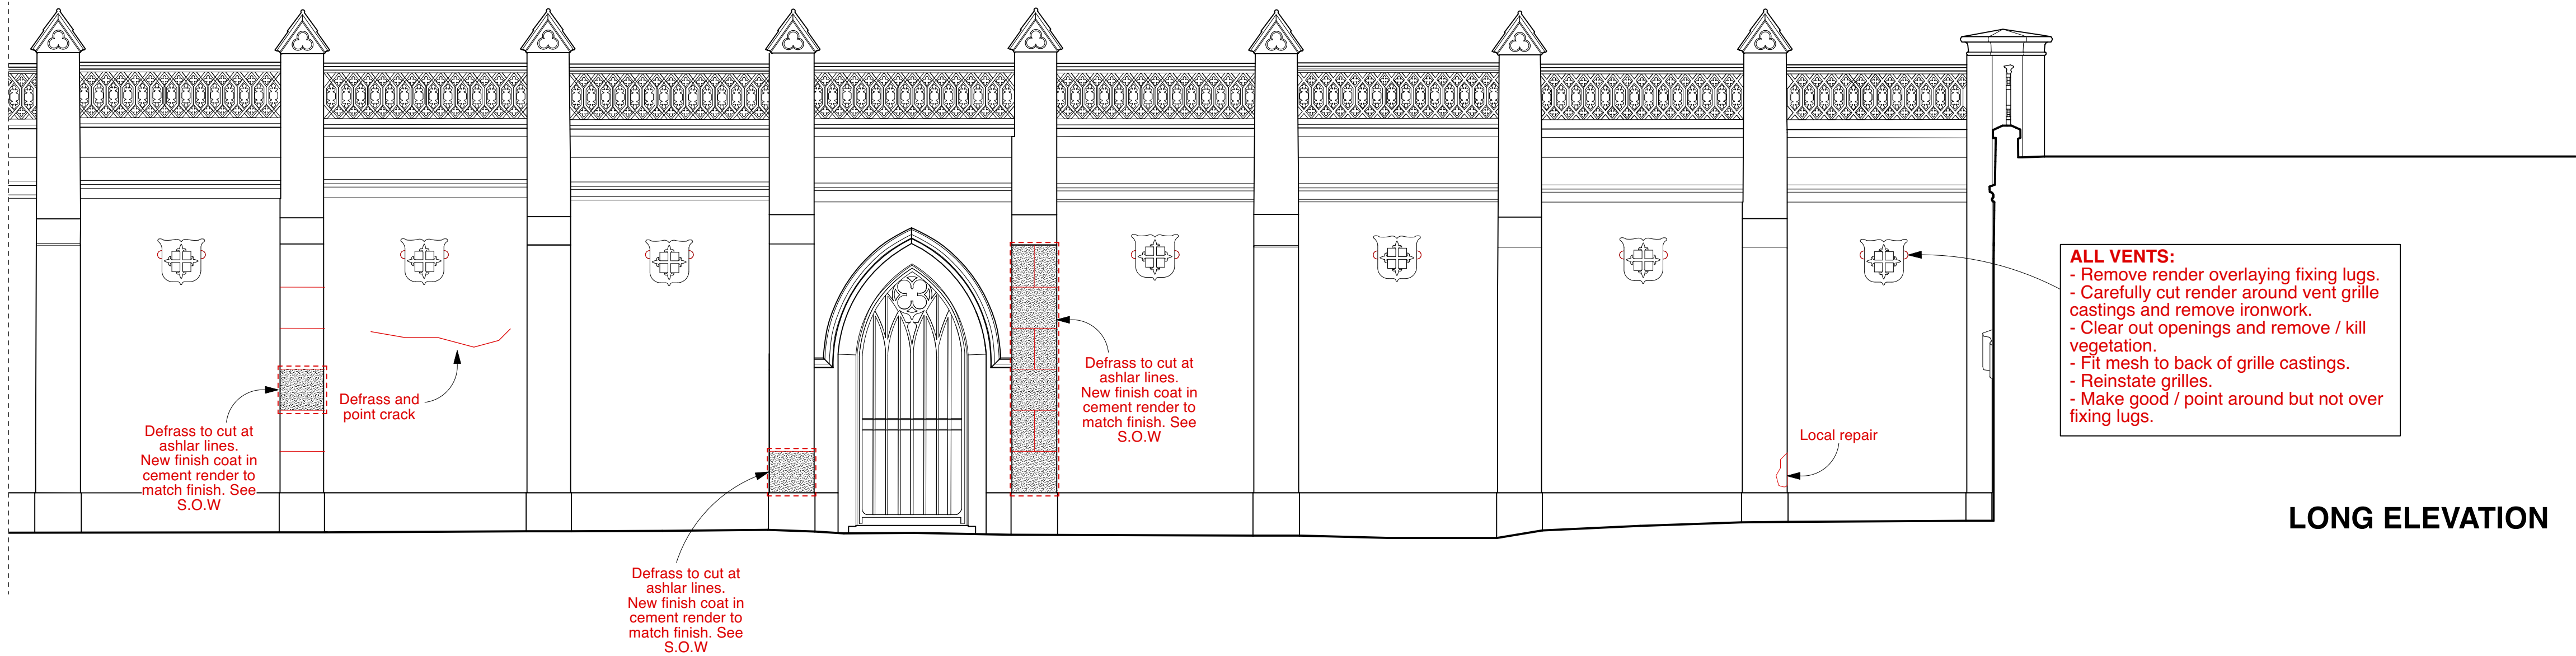 Defrass to cut at
ashlar lines.
New finish coat in
cement render to
match finish. See
S.O.W
Defrass and
point crack
Defrass to cut at
ashlar lines.
New finish coat in
cement render to
match finish. See
S.O.W
Defrass to cut at
ashlar lines.
New finish coat in
cement render to
match finish. See
S.O.W
Local repair
ALL VENTS:
- Remove render overlaying fixing lugs.
- Carefully cut render around vent grille
castings and remove ironwork.
- Clear out openings and remove / kill
vegetation.
- Fit mesh to back of grille castings.
- Reinstate grilles.
- Make good / point around but not over
fixing lugs.
LONG ELEVATION